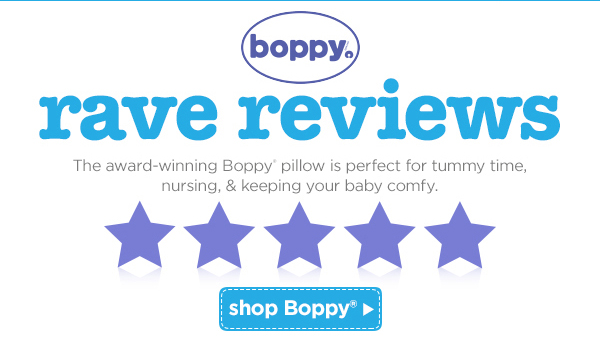 boppy
rave reviews
The award-winning Boppy® pillow is perfect for tummy time,
nursing, & keeping your baby comfy.
shop Boppy®